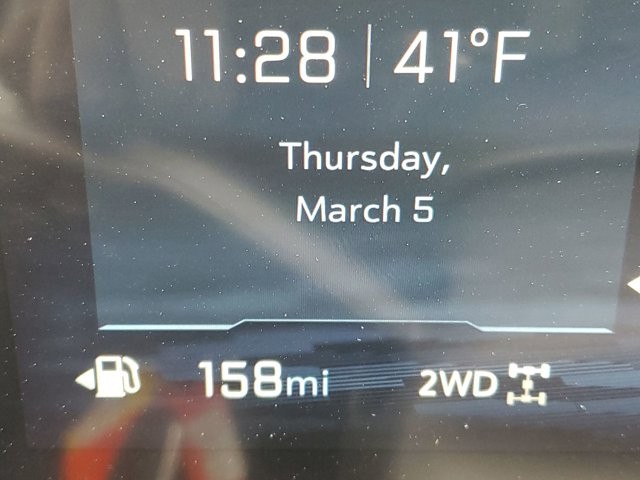 11:28 | 41°F
Thursday,
March 5
158mi 2WD